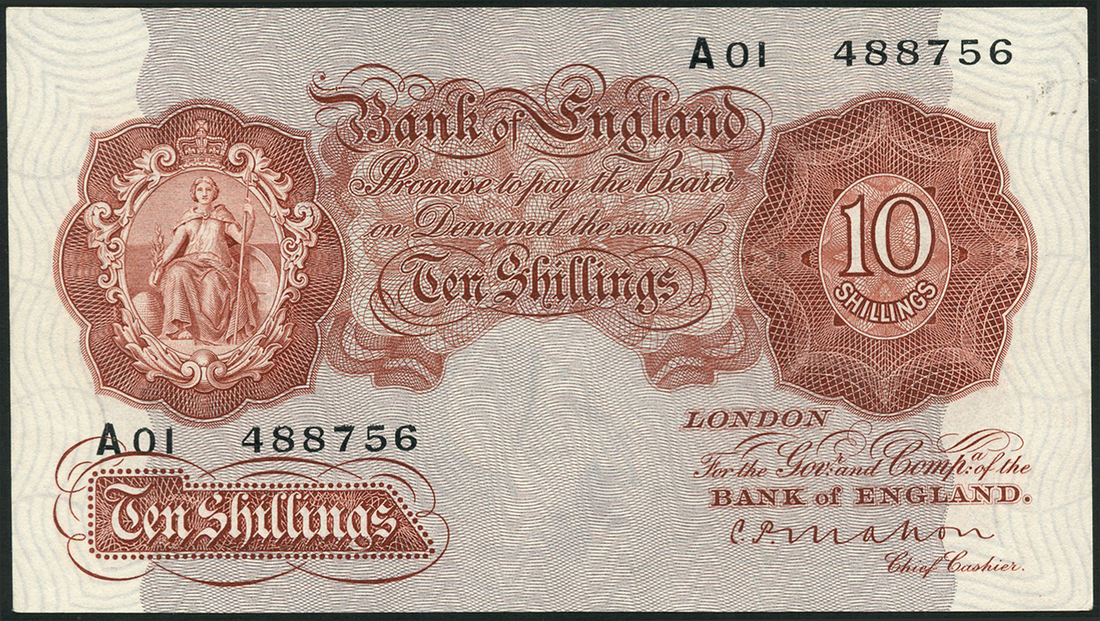 A01 488756
Bank of England
Promise to pay the Bearer
on Demand the sum of
Ten Shillings
10
SHILLINGS
A01 488756
Ten Shillings
LONDON
For the Govr. and Compa. of the
BANK of ENGLAND.
C.P. Mahon
Chief Cashier.